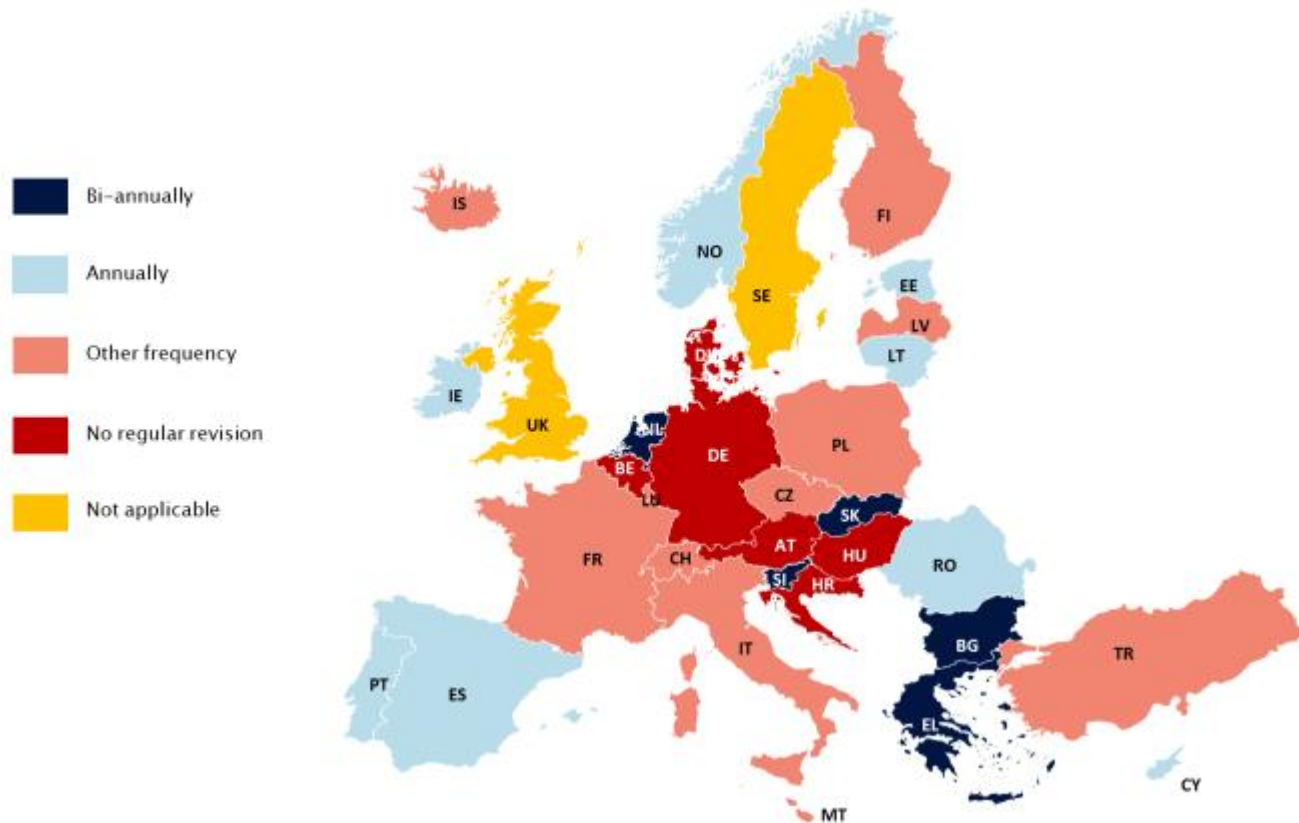 Bi-annually
Annually
Other frequency
No regular revision
Not applicable
IS
FI
NO
SE
EE
LV
LT
IE
UK
NL
BE
DE
PL
LU
CZ
SK
FR
CH
AT
HU
SI
HR
RO
IT
BG
TR
PT
ES
EL
CY
MT